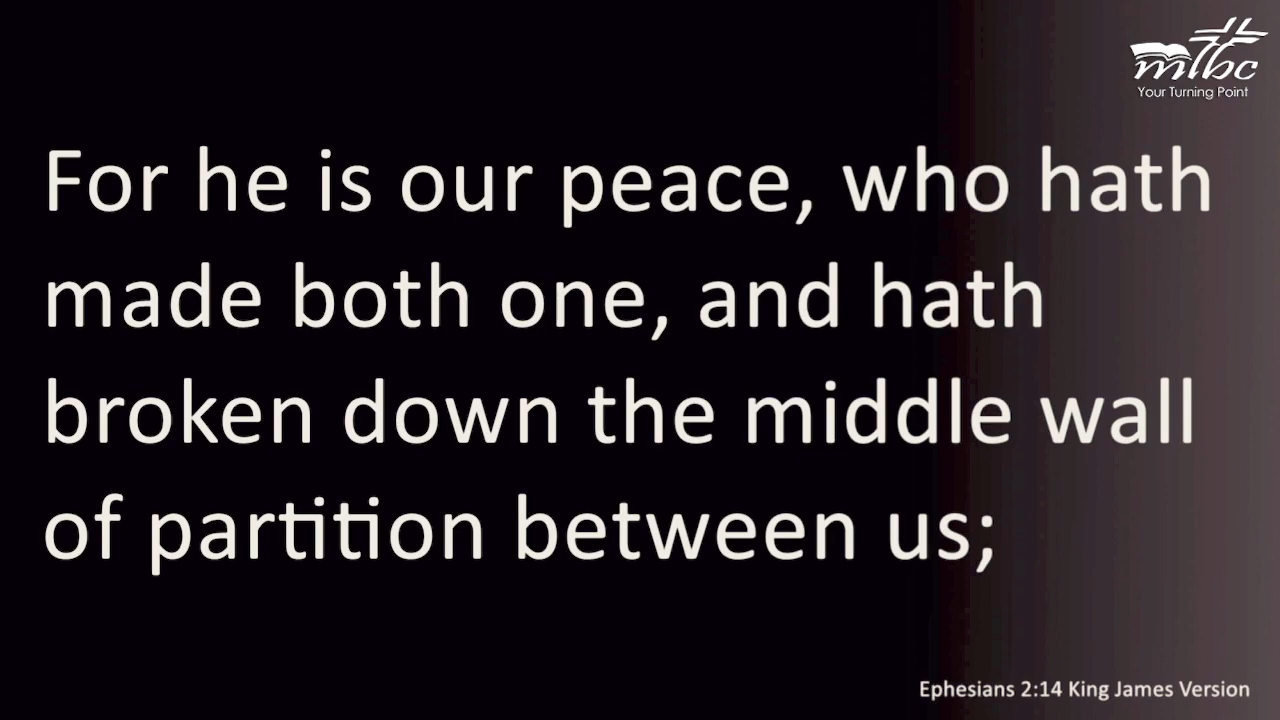 mtbc
Your Turning Point
For he is our peace, who hath
made both one, and hath
broken down the middle wall
of partition between us;
Ephesians 2:14 King James Version